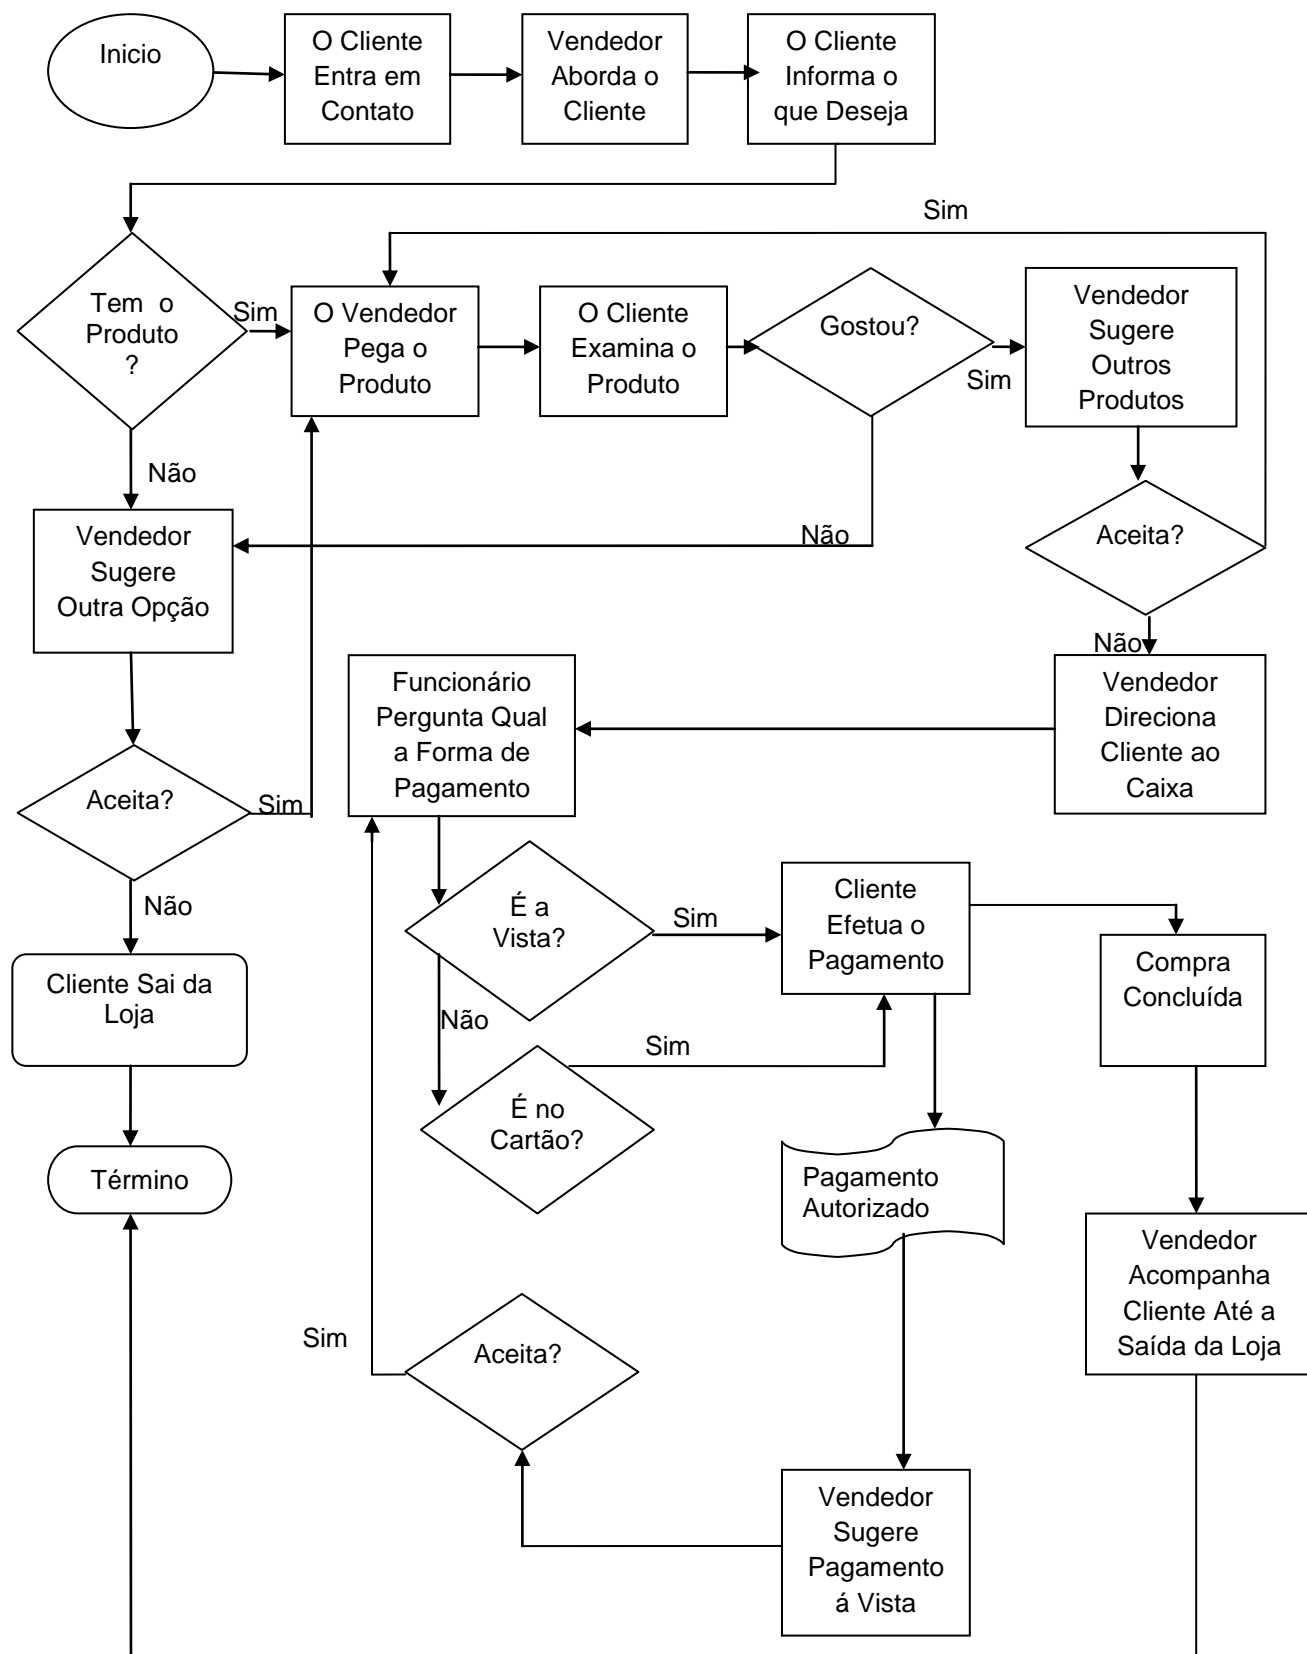 Inicio
O Cliente
Entra em
Contato
Vendedor
Aborda o
Cliente
O Cliente
Informa o
que Deseja
Sim
Tem  o
Produto
?
Sim
O Vendedor
Pega o
Produto
O Cliente
Examina o
Produto
Gostou?
Sim
Vendedor
Sugere
Outros
Produtos
Não
Vendedor
Sugere
Outra Opção
Não
Aceita?
Não
Funcionário
Pergunta Qual
a Forma de
Pagamento
Vendedor
Direciona
Cliente ao
Caixa
Aceita?
Sim
Não
É a
Vista?
Sim
Cliente
Efetua o
Pagamento
Compra
Concluída
Cliente Sai da
Loja
Não
Sim
É no
Cartão?
Término
Pagamento
Autorizado
Vendedor
Acompanha
Cliente Até a
Saída da Loja
Sim
Aceita?
Vendedor
Sugere
Pagamento
á Vista